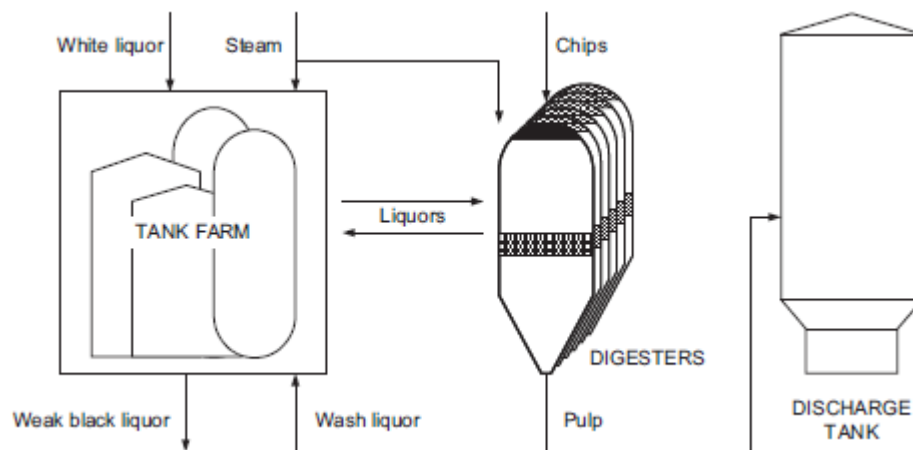 White liquor
Steam
Chips
TANK FARM
Liquors
DIGESTERS
Weak black liquor
Wash liquor
Pulp
DISCHARGE
TANK